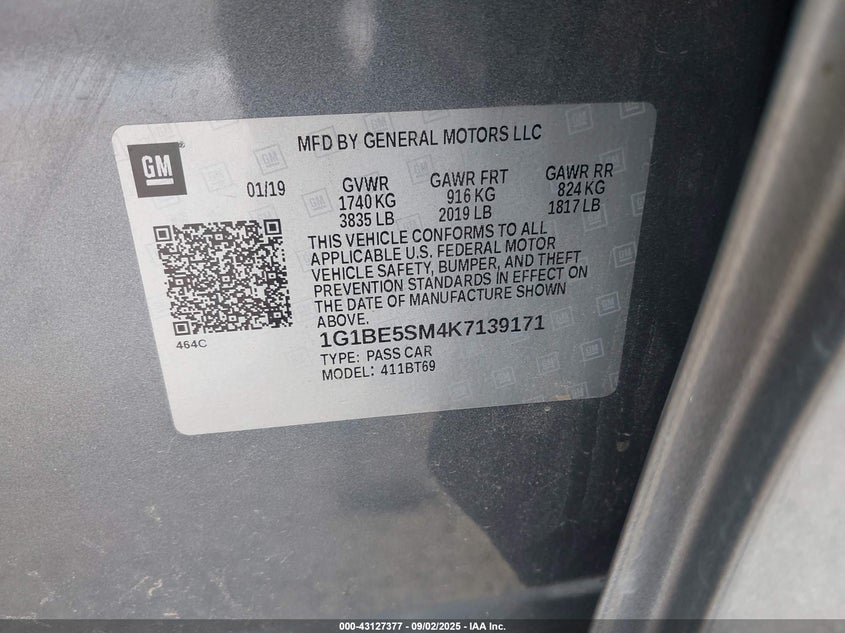 MFD BY GENERAL MOTORS LLC
GM
01/19
GVWR
1740 KG
3835 LB
GAWR FRT
916 KG
2019 LB
GAWR RR
824 KG
1817 LB
THIS VEHICLE CONFORMS TO ALL
APPLICABLE U.S. FEDERAL MOTOR
VEHICLE SAFETY, BUMPER, AND THEFT
PREVENTION STANDARDS IN EFFECT ON
THE DATE OF MANUFACTURE SHOWN
ABOVE.
464C
1G1BE5SM4K7139171
TYPE: PASS CAR
MODEL: 411BT69
000-43127377 - 09/02/2025 - IAA Inc.